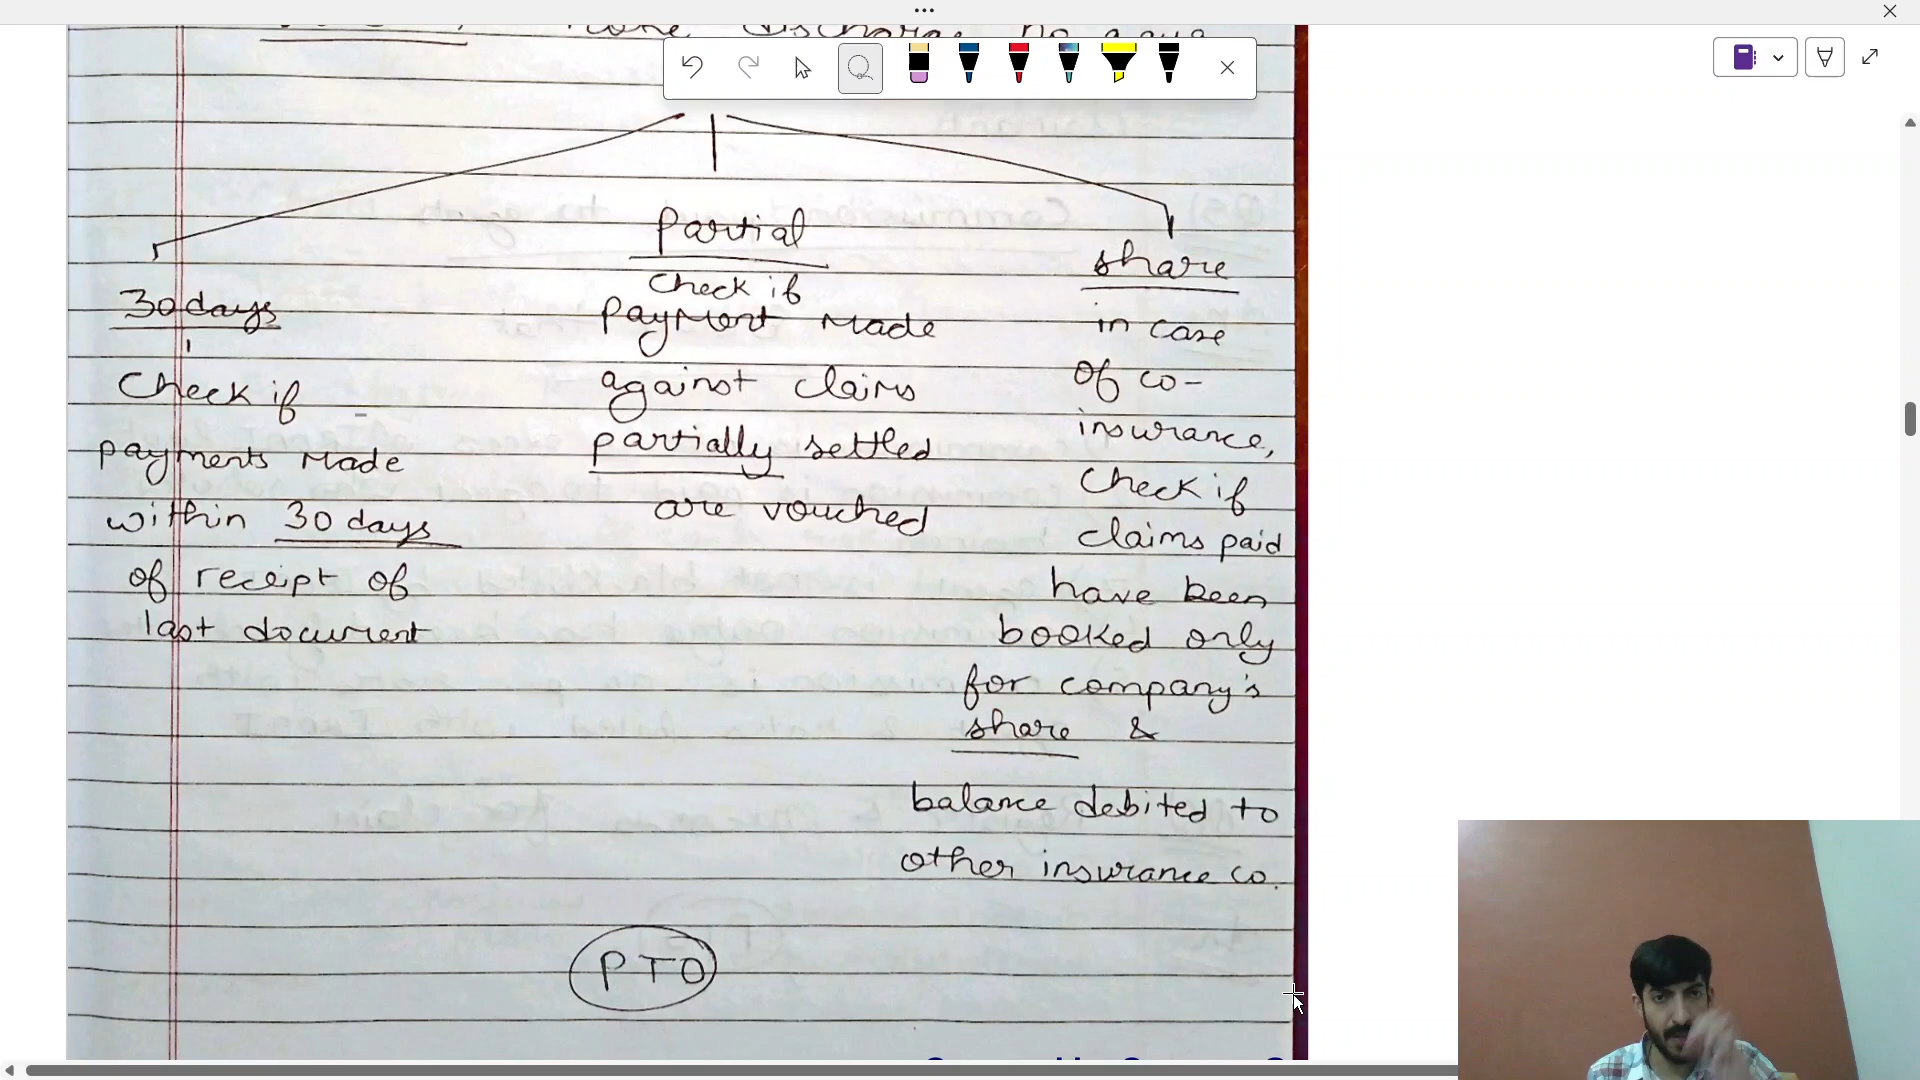 Partial
Check if
Payment Made
against claims
partially settled
are vouched
30 days
Check if
payments Made
within 30 days
of receipt of
last document
share
in case
of co-
insurance,
Check if
claims paid
have been
booked only
for company's
share &
balance debited to
other insurance co.
PTO